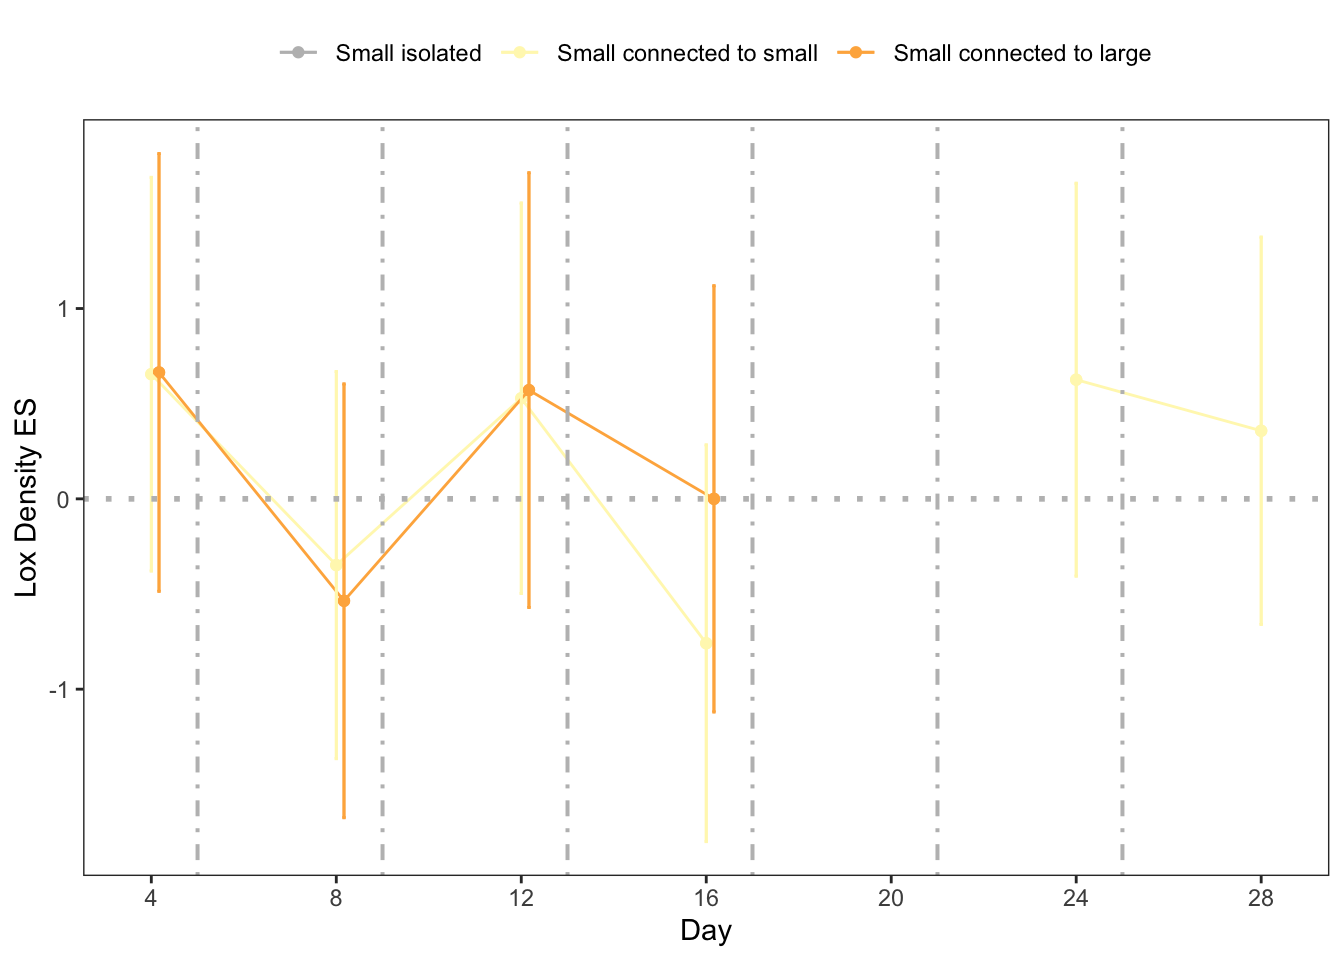 Small isolated Small connected to small Small connected to large
Lox Density ES
1
0
-1
4 8 12 16 20 24 28
Day